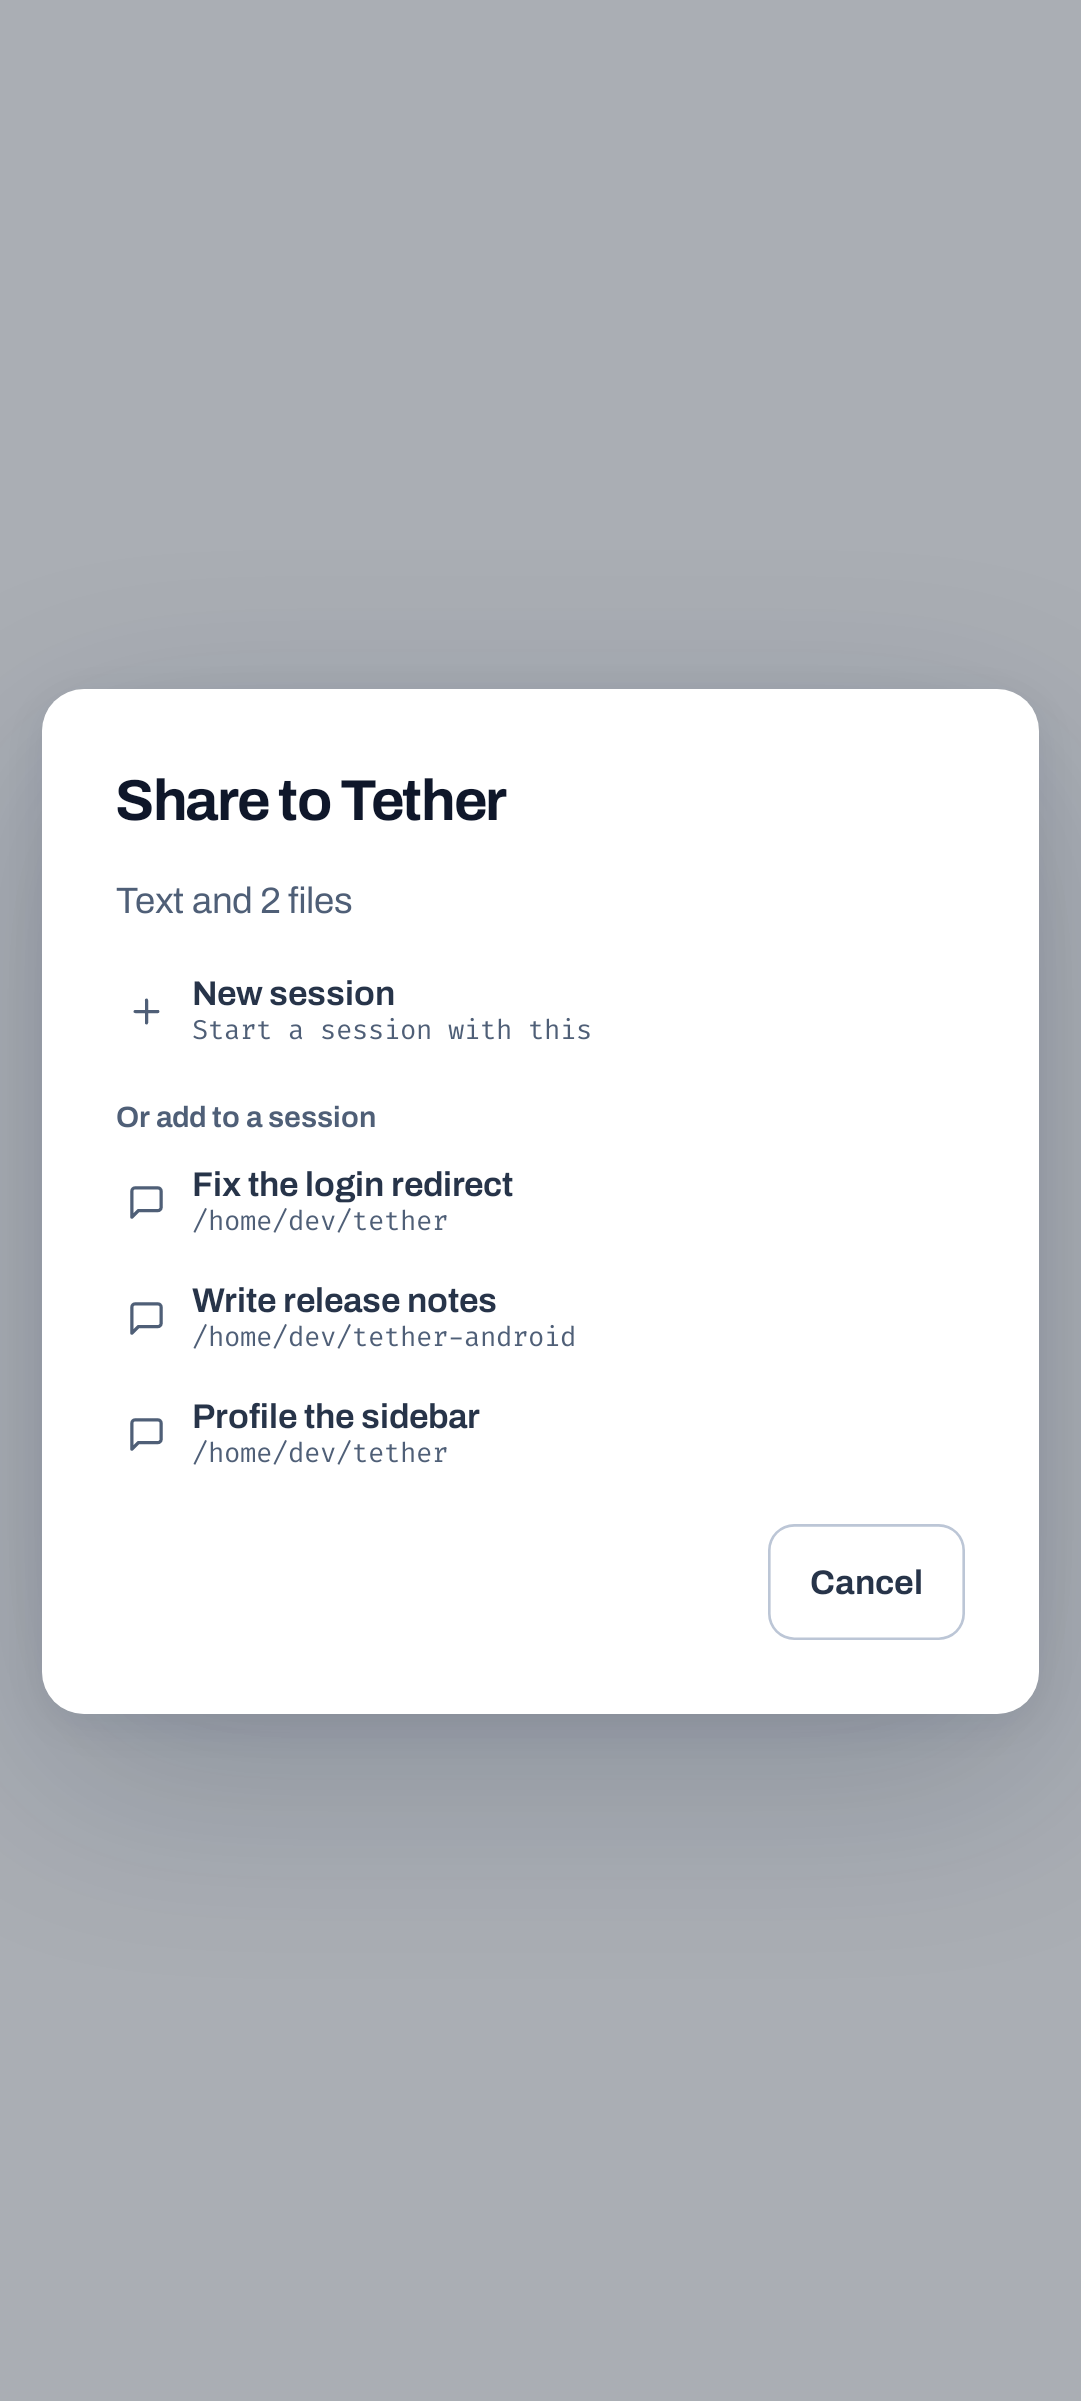 Share to Tether
Text and 2 files
New session
Start a session with this
Or add to a session
Fix the login redirect
/home/dev/tether
Write release notes
/home/dev/tether-android
Profile the sidebar
/home/dev/tether
Cancel